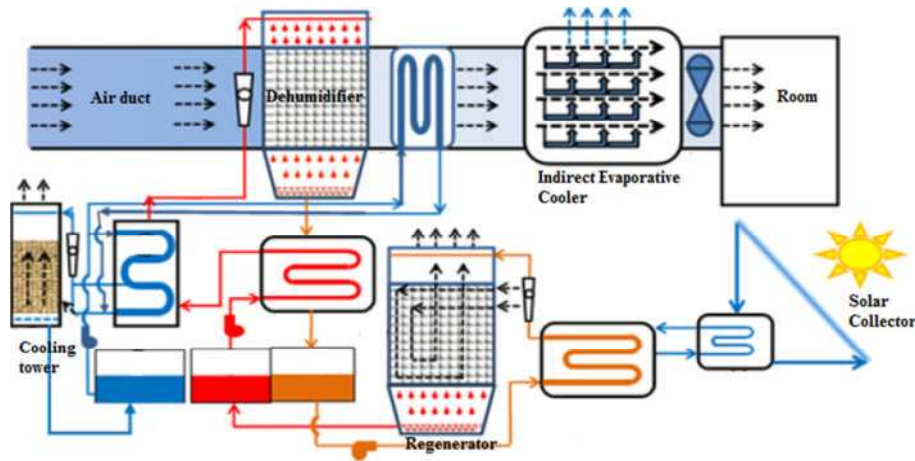 Air duct
Dehumidifier
Room
Indirect Evaporative
Cooler
Solar
Collector
Cooling
tower
Regenerator